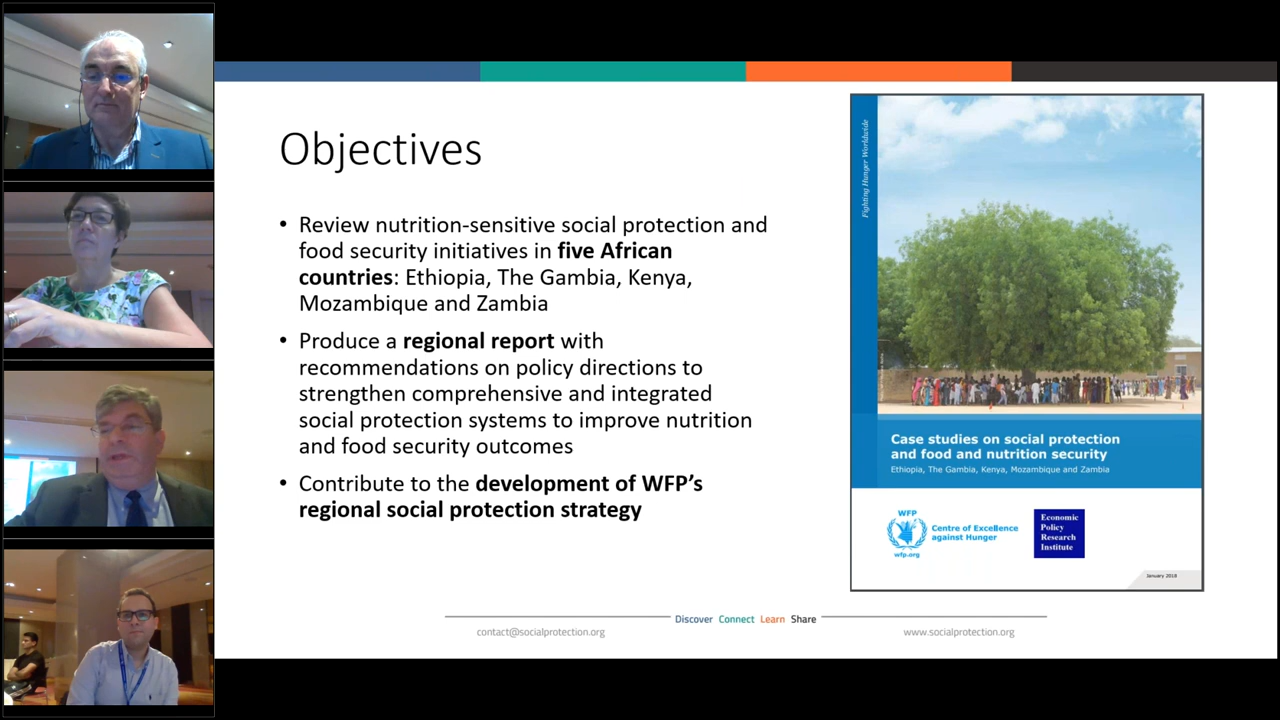 Objectives
• Review nutrition-sensitive social protection and
food security initiatives in five African
countries: Ethiopia, The Gambia, Kenya,
Mozambique and Zambia
• Produce a regional report with
recommendations on policy directions to
strengthen comprehensive and integrated
social protection systems to improve nutrition
and food security outcomes
• Contribute to the development of WFP's
regional social protection strategy
Fighting Hunger Worldwide
Case studies on social protection
and food and nutrition security
Ethiopia, The Gambia, Kenya, Mozambique and Zambia
WFP
wfp.org
Centre of Excellence
against Hunger
Economic
Policy
Research
Institute
January 2018
Discover Connect Learn Share
contact@socialprotection.org
www.socialprotection.org